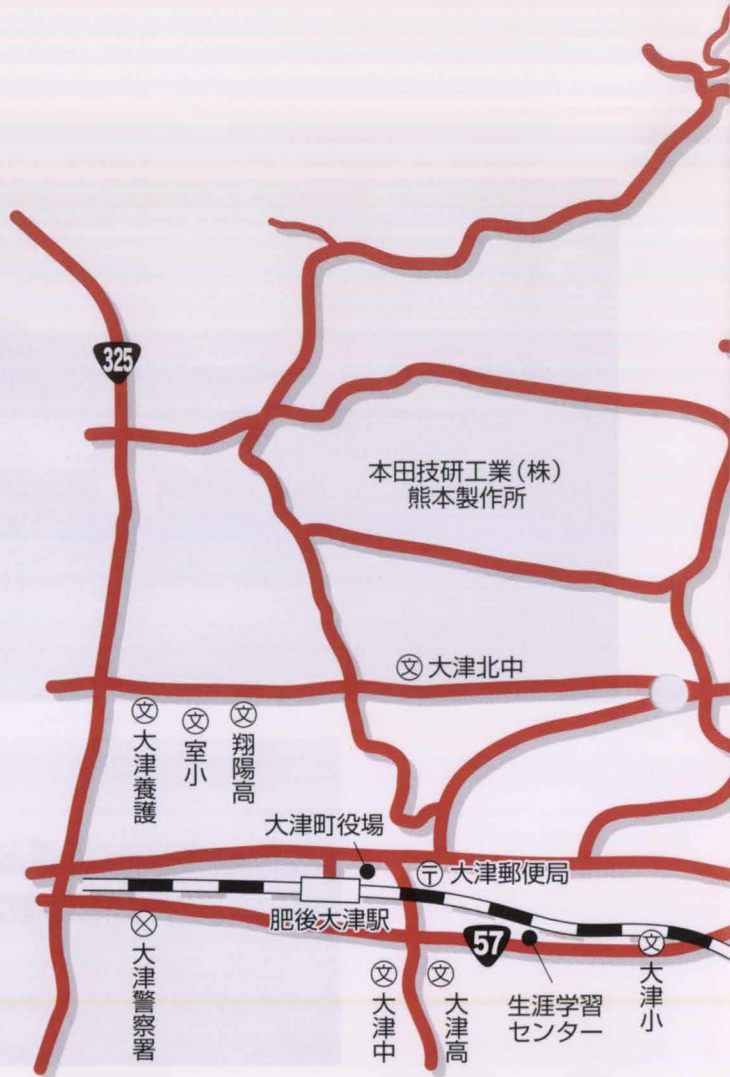 325
本田技研工業(株)
熊本製作所
㊛大津北中
大津養護
室小
翔陽高
大津町役場
〒大津郵便局
肥後大津駅
57
大津警察署
大津中
大津高
生涯学習
センター
大津小